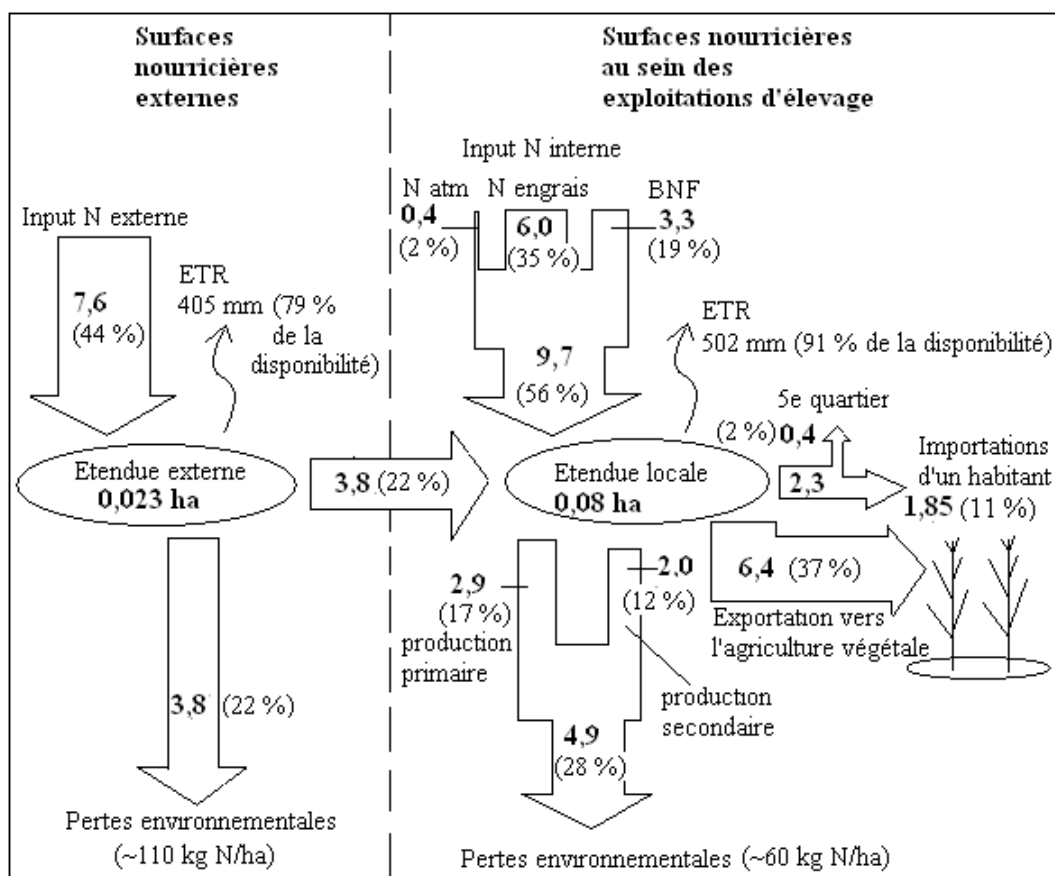 Surfaces
nourricières
externes
Surfaces nourricières
au sein des
exploitations d'élevage
Input N externe
7,6
(44 %)
ETR
405 mm (79 %
de la
disponibilité)
Etendue externe
0,023 ha
3,8 (22 %)
3,8 (22 %)
Pertes environnementales
(~110 kg N/ha)
Input N interne
N atm
0,4
(2 %)
N engrais
6,0
(35 %)
BNF
3,3
(19 %)
9,7
(56 %)
ETR
502 mm (91 % de la disponibilité)
Etendue locale
0,08 ha
5e quartier
(2 %) 0,4
2,3
Importations
d'un habitant
1,85 (11 %)
6,4 (37 %)
Exportation vers
l'agriculture végétale
2,9
(17 %)
production
primaire
2,0
(12 %)
production
secondaire
4,9
(28 %)
Pertes environnementales (~60 kg N/ha)